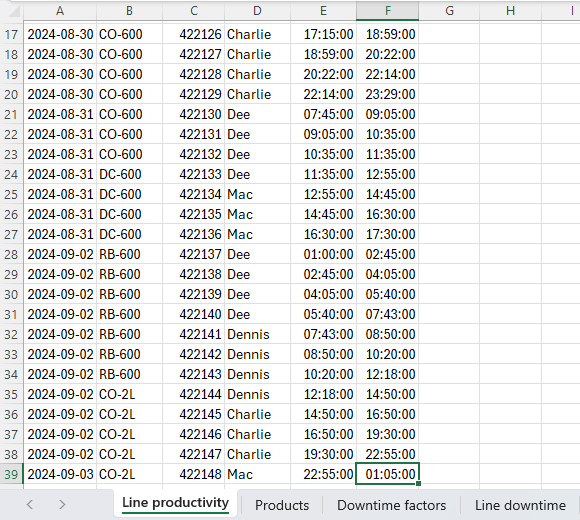 A B C D E F G H I
17 2024-08-30 CO-600 422126 Charlie 17:15:00 18:59:00
18 2024-08-30 CO-600 422127 Charlie 18:59:00 20:22:00
19 2024-08-30 CO-600 422128 Charlie 20:22:00 22:14:00
20 2024-08-30 CO-600 422129 Charlie 22:14:00 23:29:00
21 2024-08-31 CO-600 422130 Dee 07:45:00 09:05:00
22 2024-08-31 CO-600 422131 Dee 09:05:00 10:35:00
23 2024-08-31 CO-600 422132 Dee 10:35:00 11:35:00
24 2024-08-31 DC-600 422133 Dee 11:35:00 12:55:00
25 2024-08-31 DC-600 422134 Mac 12:55:00 14:45:00
26 2024-08-31 DC-600 422135 Mac 14:45:00 16:30:00
27 2024-08-31 DC-600 422136 Mac 16:30:00 17:30:00
28 2024-09-02 RB-600 422137 Dee 01:00:00 02:45:00
29 2024-09-02 RB-600 422138 Dee 02:45:00 04:05:00
30 2024-09-02 RB-600 422139 Dee 04:05:00 05:40:00
31 2024-09-02 RB-600 422140 Dee 05:40:00 07:43:00
32 2024-09-02 RB-600 422141 Dennis 07:43:00 08:50:00
33 2024-09-02 RB-600 422142 Dennis 08:50:00 10:20:00
34 2024-09-02 RB-600 422143 Dennis 10:20:00 12:18:00
35 2024-09-02 CO-2L 422144 Dennis 12:18:00 14:50:00
36 2024-09-02 CO-2L 422145 Charlie 14:50:00 16:50:00
37 2024-09-02 CO-2L 422146 Charlie 16:50:00 19:30:00
38 2024-09-02 CO-2L 422147 Charlie 19:30:00 22:55:00
39 2024-09-03 CO-2L 422148 Mac 22:55:00 01:05:00
Line productivity Products Downtime factors Line downtime